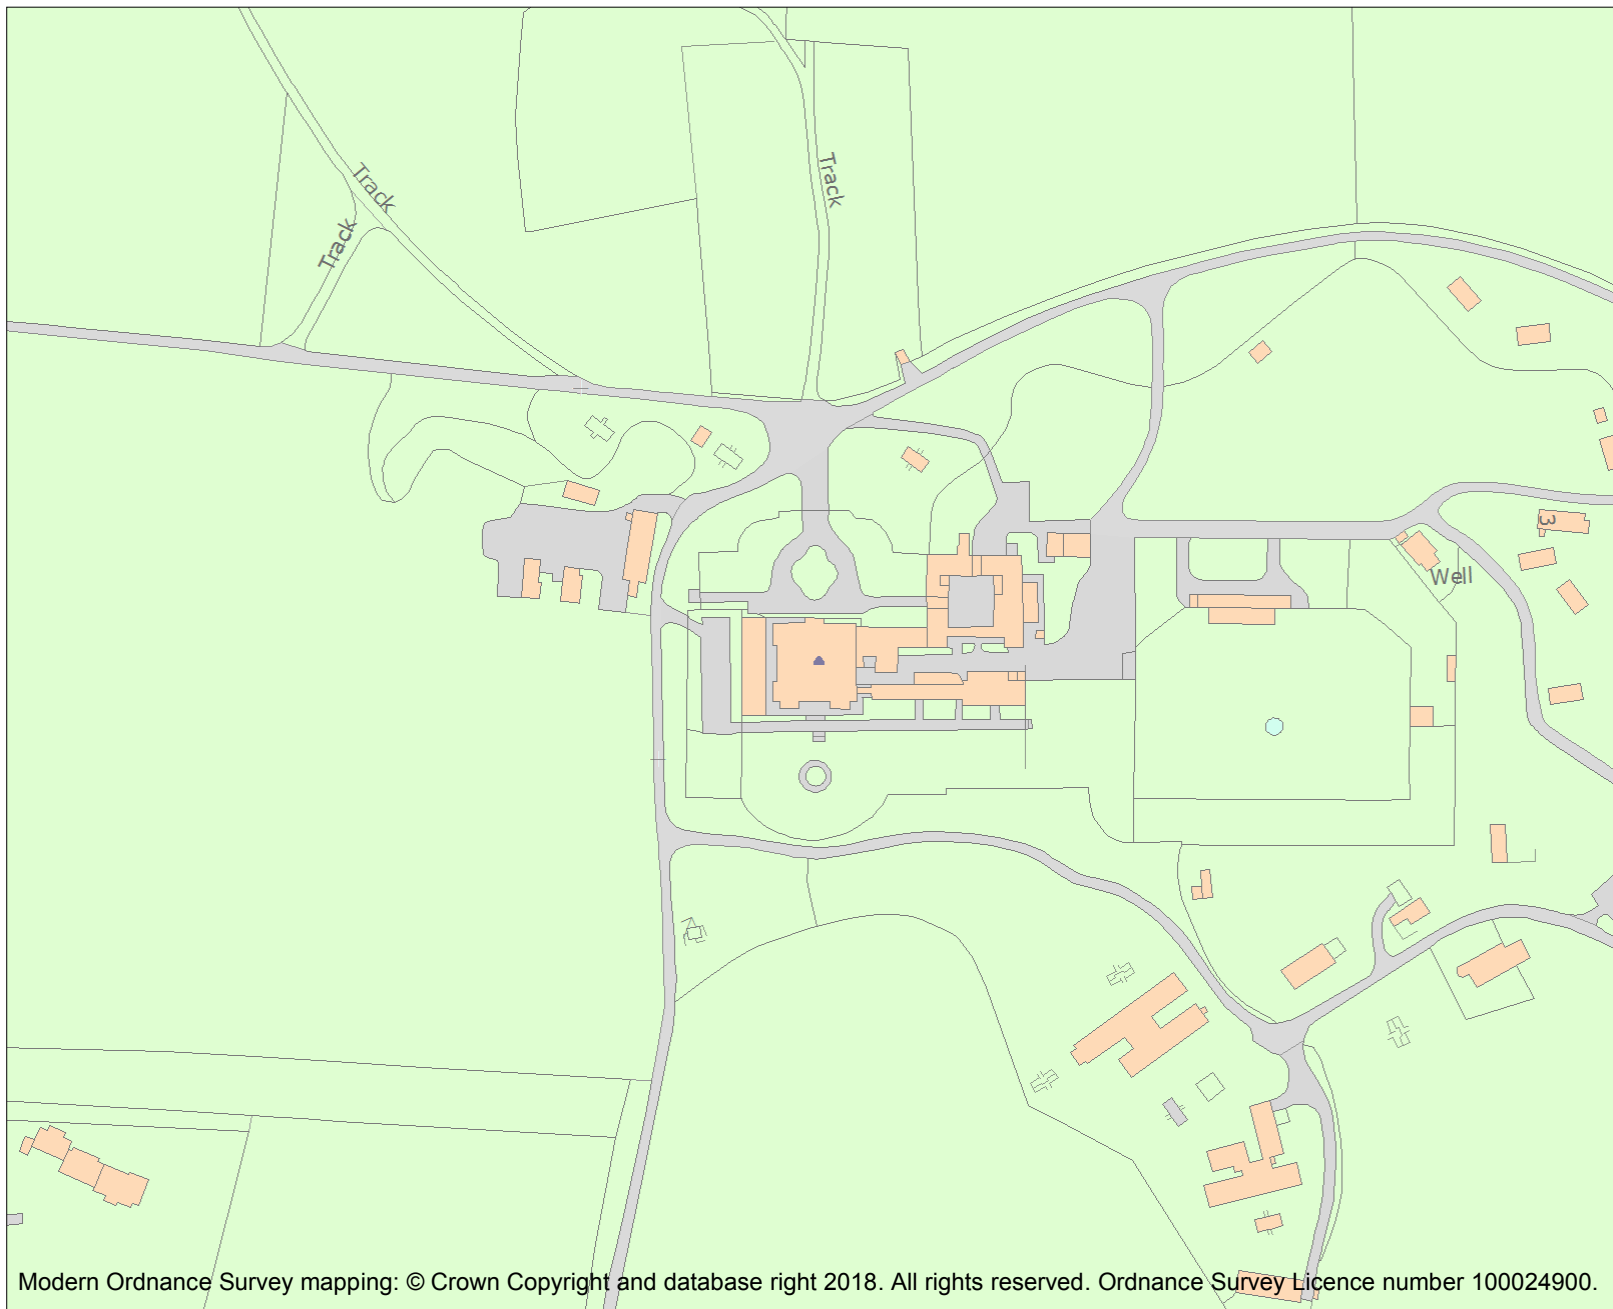 Track
Track
Track
3
Well
Modern Ordnance Survey mapping: © Crown Copyright and database right 2018. All rights reserved. Ordnance Survey Licence number 100024900.